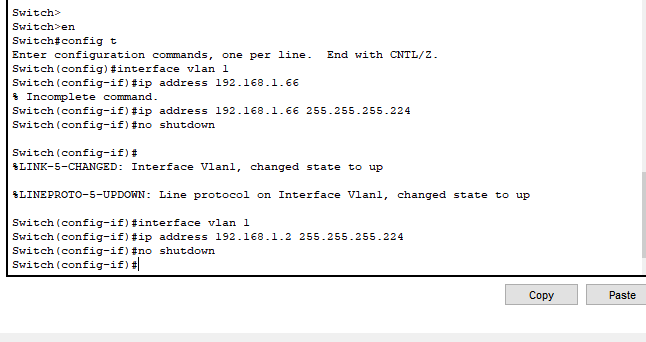 Switch>
Switch>en
Switch#config t
Enter configuration commands, one per line.  End with CNTL/Z.
Switch(config)#interface vlan 1
Switch(config-if)#ip address 192.168.1.66
% Incomplete command.
Switch(config-if)#ip address 192.168.1.66 255.255.255.224
Switch(config-if)#no shutdown
Switch(config-if)#
%LINK-5-CHANGED: Interface Vlan1, changed state to up
%LINEPROTO-5-UPDOWN: Line protocol on Interface Vlan1, changed state to up
Switch(config-if)#interface vlan 1
Switch(config-if)#ip address 192.168.1.2 255.255.255.224
Switch(config-if)#no shutdown
Switch(config-if)#
Copy Paste